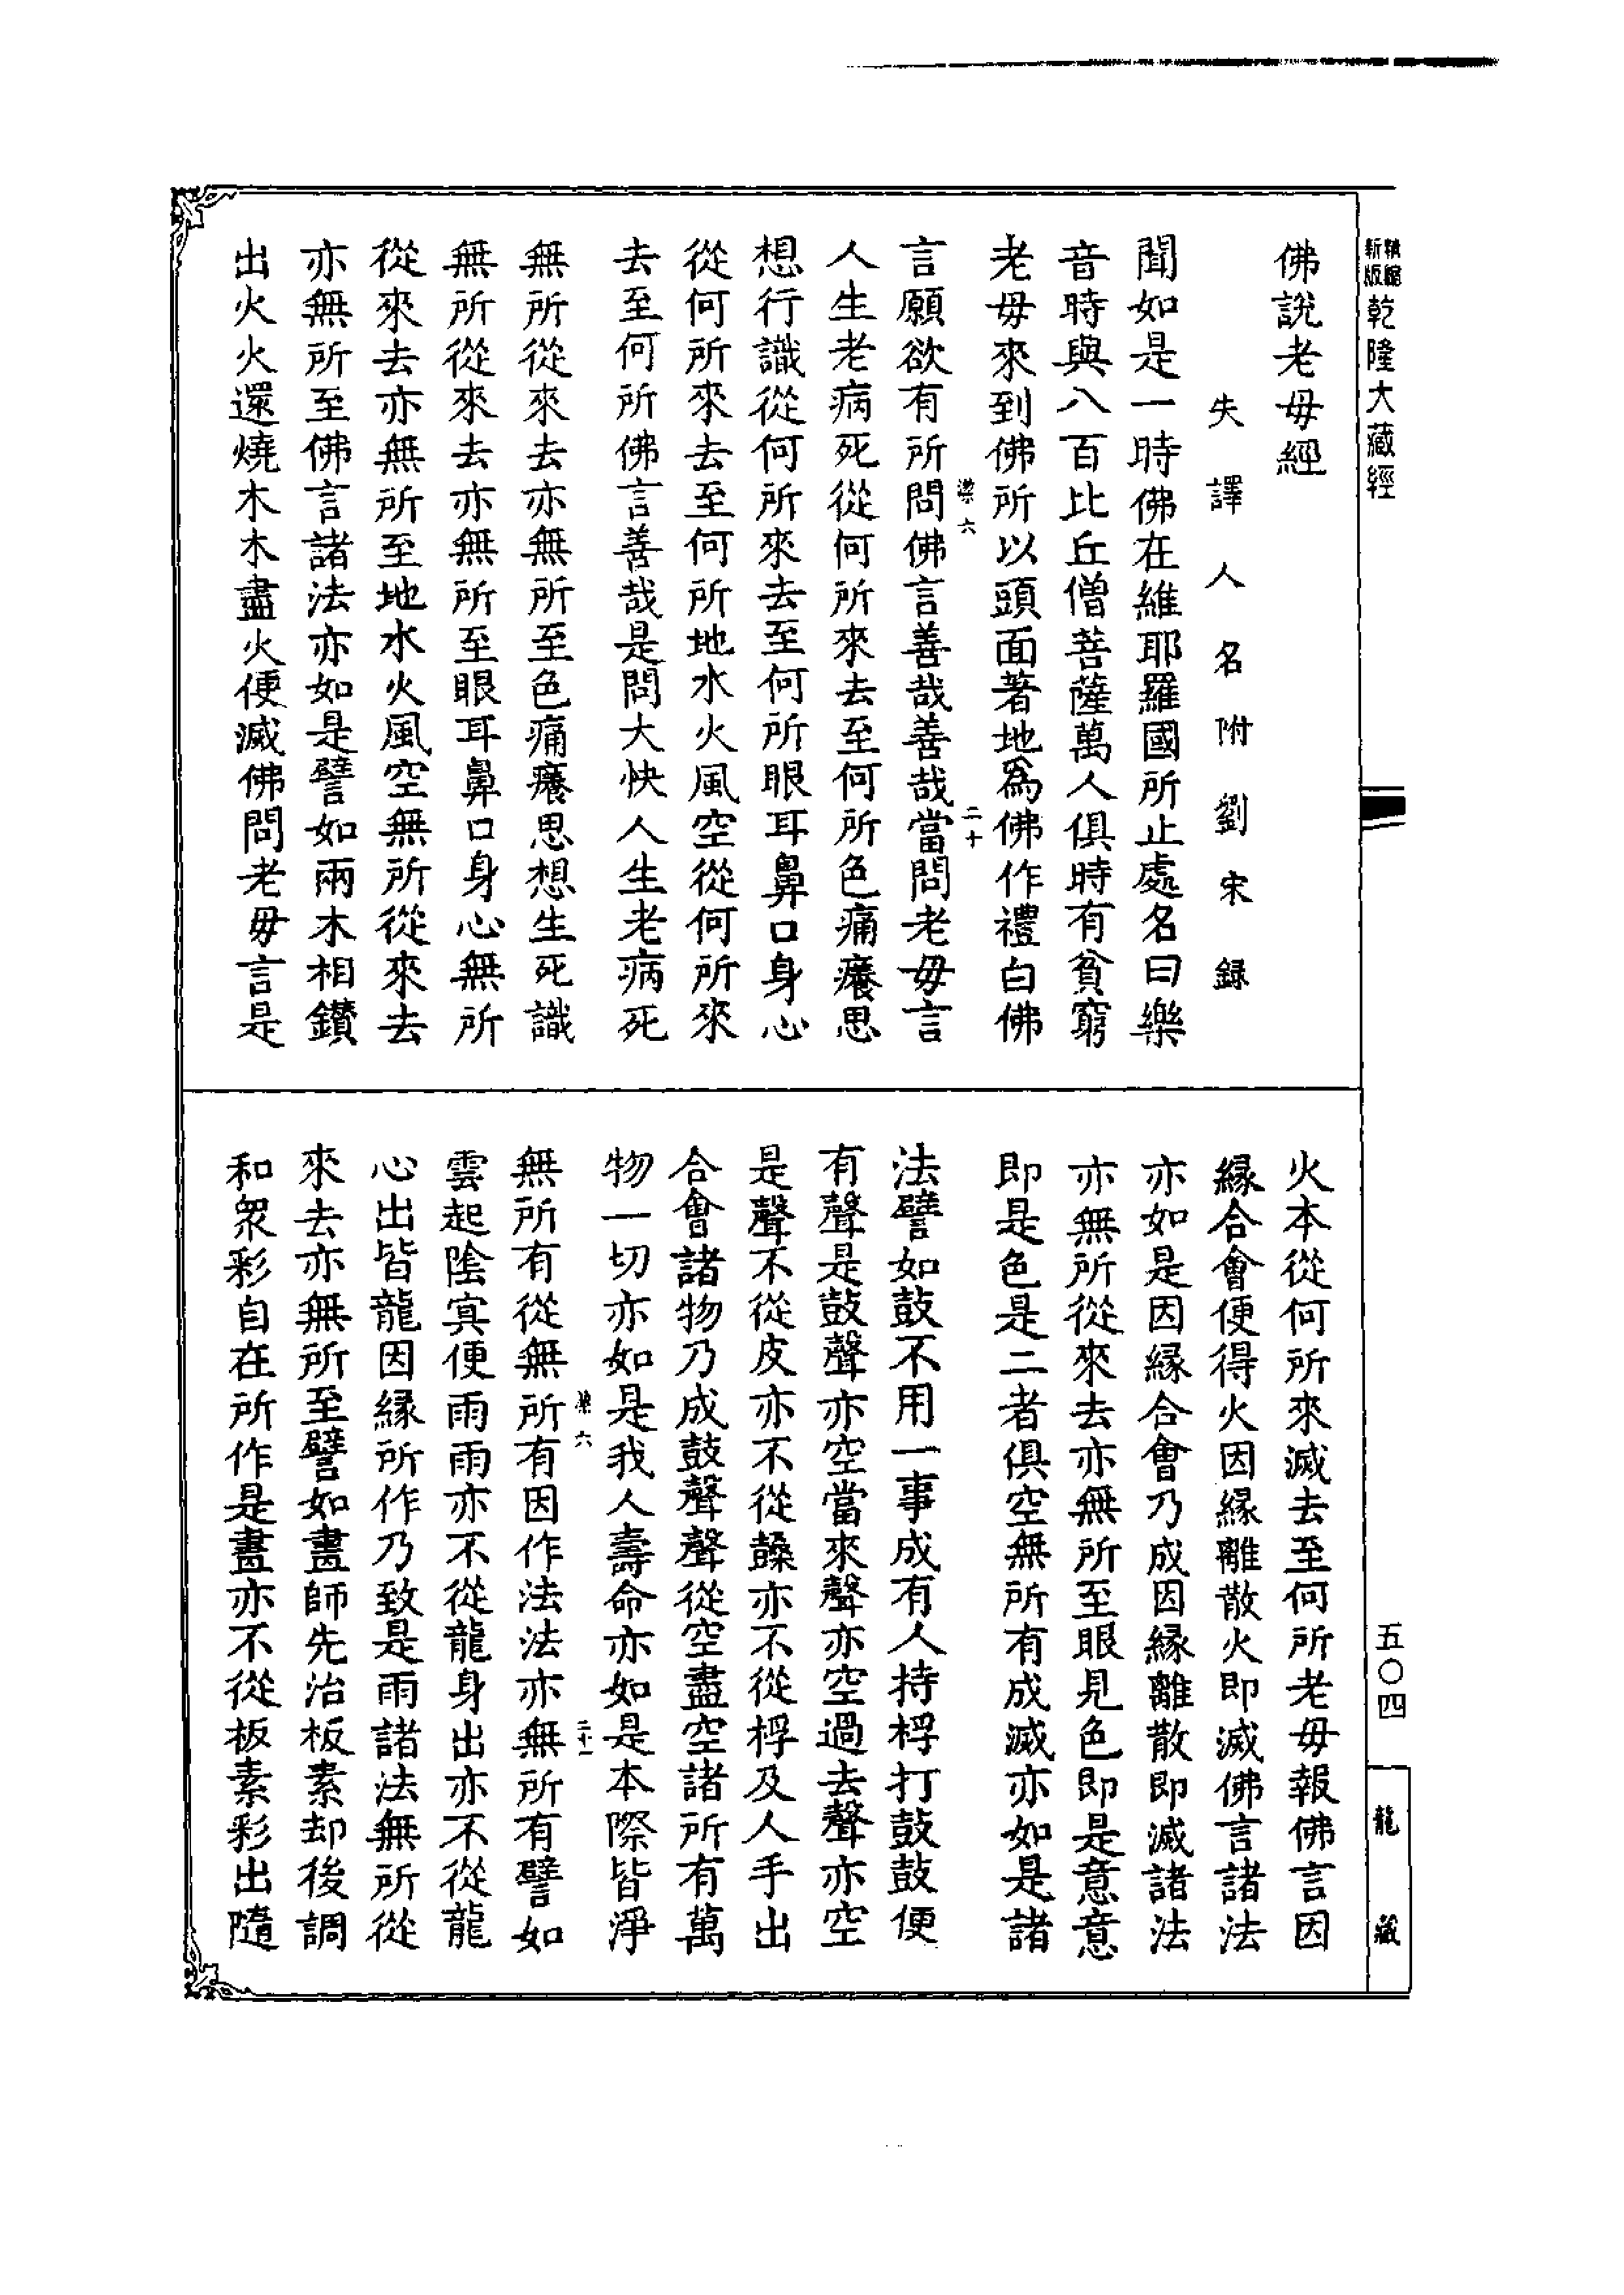 新版
乾隆大藏經
五〇四
龍藏
佛說老母經
失譯人名附劉宋録
聞如是一時佛在維耶羅國所止處名曰樂
音時與八百比丘僧菩薩萬人俱時有貧窮
老母來到佛所以頭面著地為佛作禮白佛
六 二十
言願欲有所問佛言善哉善哉當問老母言
人生老病死從何所來去至何所色痛癢思
想行識從何所來去至何所眼耳鼻口身心
從何所來去至何所地水火風空從何所來
去至何所佛言善哉是問大快人生老病死
無所從來去亦無所至色痛癢思想生死識
無所從來去亦無所至眼耳鼻口身心無所
從來去亦無所至地水火風空無所從來去
亦無所至佛言諸法亦如是譬如兩木相鑽
出火火還燒木木盡火便滅佛問老母言是
火本從何所來滅去至何所老母報佛言因
緣合會便得火因緣離散火即滅佛言諸法
亦如是因緣合會乃成因緣離散即滅諸法
亦無所從來去亦無所至眼見色即是意意
即是色是二者俱空無所有成滅亦如是諸
法譬如鼓不用一事成有人持桴打鼓鼓便
有聲是鼓聲亦空當來聲亦空過去聲亦空
是聲不從皮亦不從鼜亦不從桴及人手出
合會諸物乃成鼓聲聲從空盡空諸所有萬
物一切亦如是我人壽命亦如是本際皆淨
六 二十一
無所有從無所有因作法法亦無所有譬如
雲起陰冥便雨雨亦不從龍身出亦不從龍
心出皆龍因緣所作乃致是雨諸法無所從
來去亦無所至譬如畫師先治板素却後調
和衆彩自在所作是畫亦不從板素彩出隨